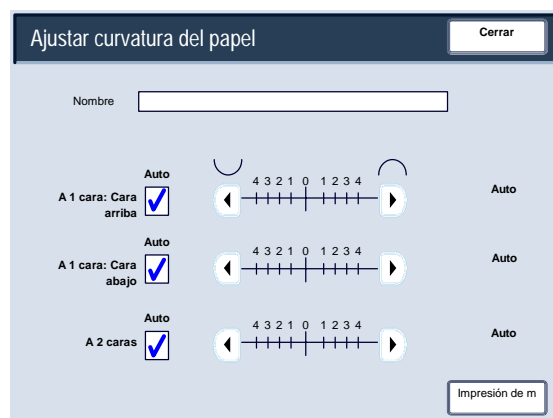 Ajustar curvatura del papel
Cerrar
Nombre
Auto
A 1 cara: Cara
arriba
4 3 2 1 0 1 2 3 4
Auto
Auto
A 1 cara: Cara
abajo
4 3 2 1 0 1 2 3 4
Auto
Auto
A 2 caras
4 3 2 1 0 1 2 3 4
Auto
Impresión de m